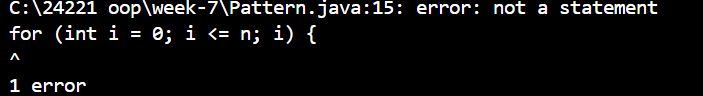 C:\24221 oop\week-7\Pattern.java:15: error: not a statement
for (int i = 0; i <= n; i) {
^
1 error